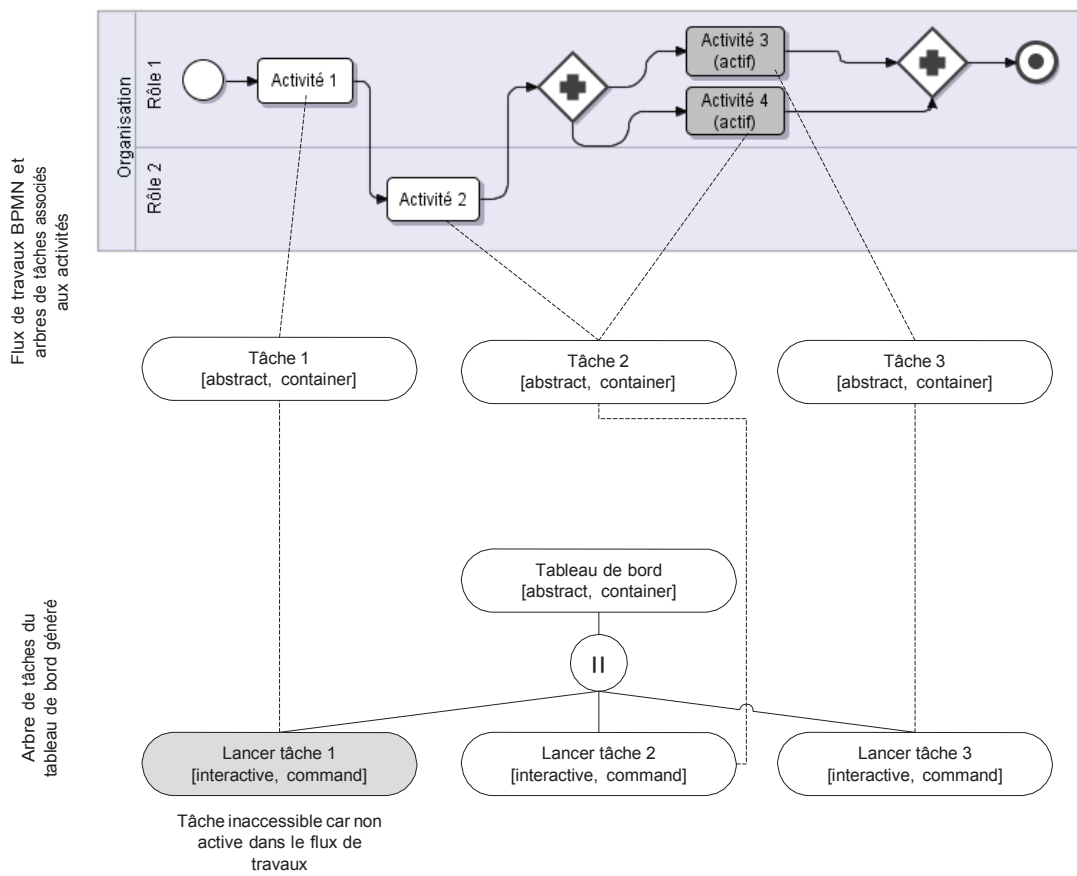 Flux de travaux BPMN et
arbres de tâches associés
aux activités
Organisation
Rôle 1
Rôle 2
Activité 1
Activité 2
Activité 3
(actif)
Activité 4
(actif)
Tâche 1
[abstract, container]
Tâche 2
[abstract, container]
Tâche 3
[abstract, container]
Arbre de tâches du
tableau de bord généré
Tableau de bord
[abstract, container]
II
Lancer tâche 1
[interactive, command]
Lancer tâche 2
[interactive, command]
Lancer tâche 3
[interactive, command]
Tâche inaccessible car non
active dans le flux de
travaux